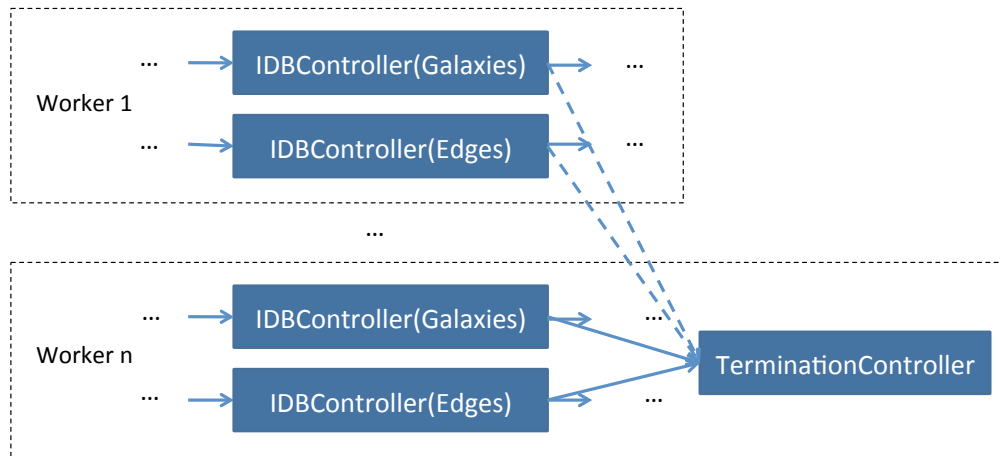 ... IDBController(Galaxies) ...
Worker 1
... IDBController(Edges) ...
...
... IDBController(Galaxies) ...
Worker n
TerminationController
... IDBController(Edges) ...